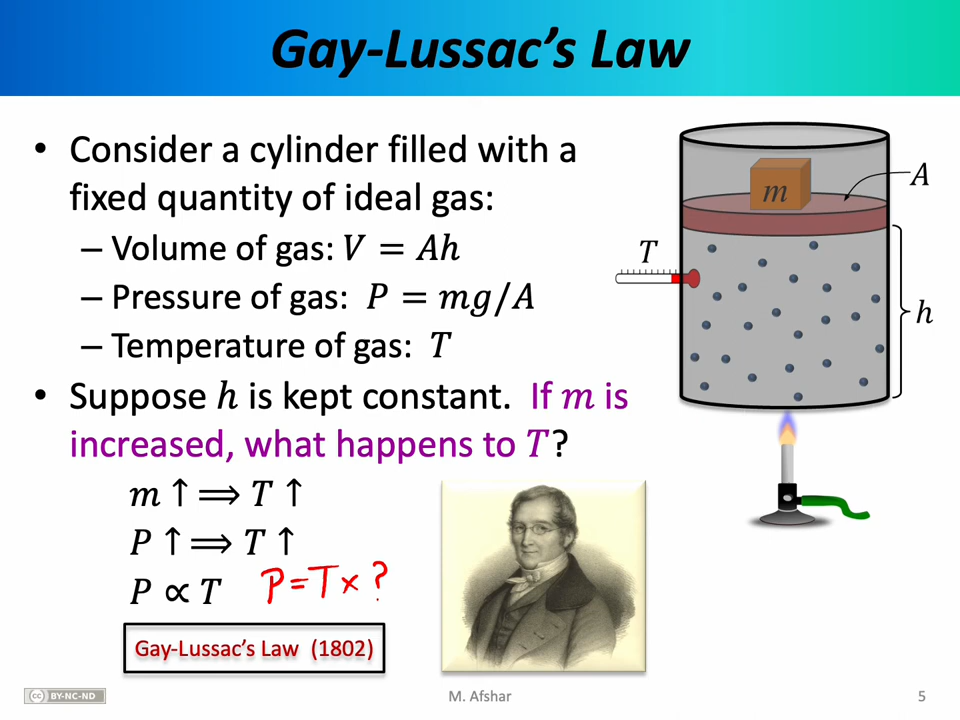 Gay-Lussac’s Law
• Consider a cylinder filled with a
fixed quantity of ideal gas:
– Volume of gas: V = Ah
– Pressure of gas: P = mg/A
– Temperature of gas: T
• Suppose h is kept constant. If m is
increased, what happens to T?
m ↑ ⟹ T ↑
P ↑ ⟹ T ↑
P ∝ T
P = T × ?
Gay-Lussac’s Law (1802)
m
A
T
h
cc BY-NC-ND
M. Afshar
5